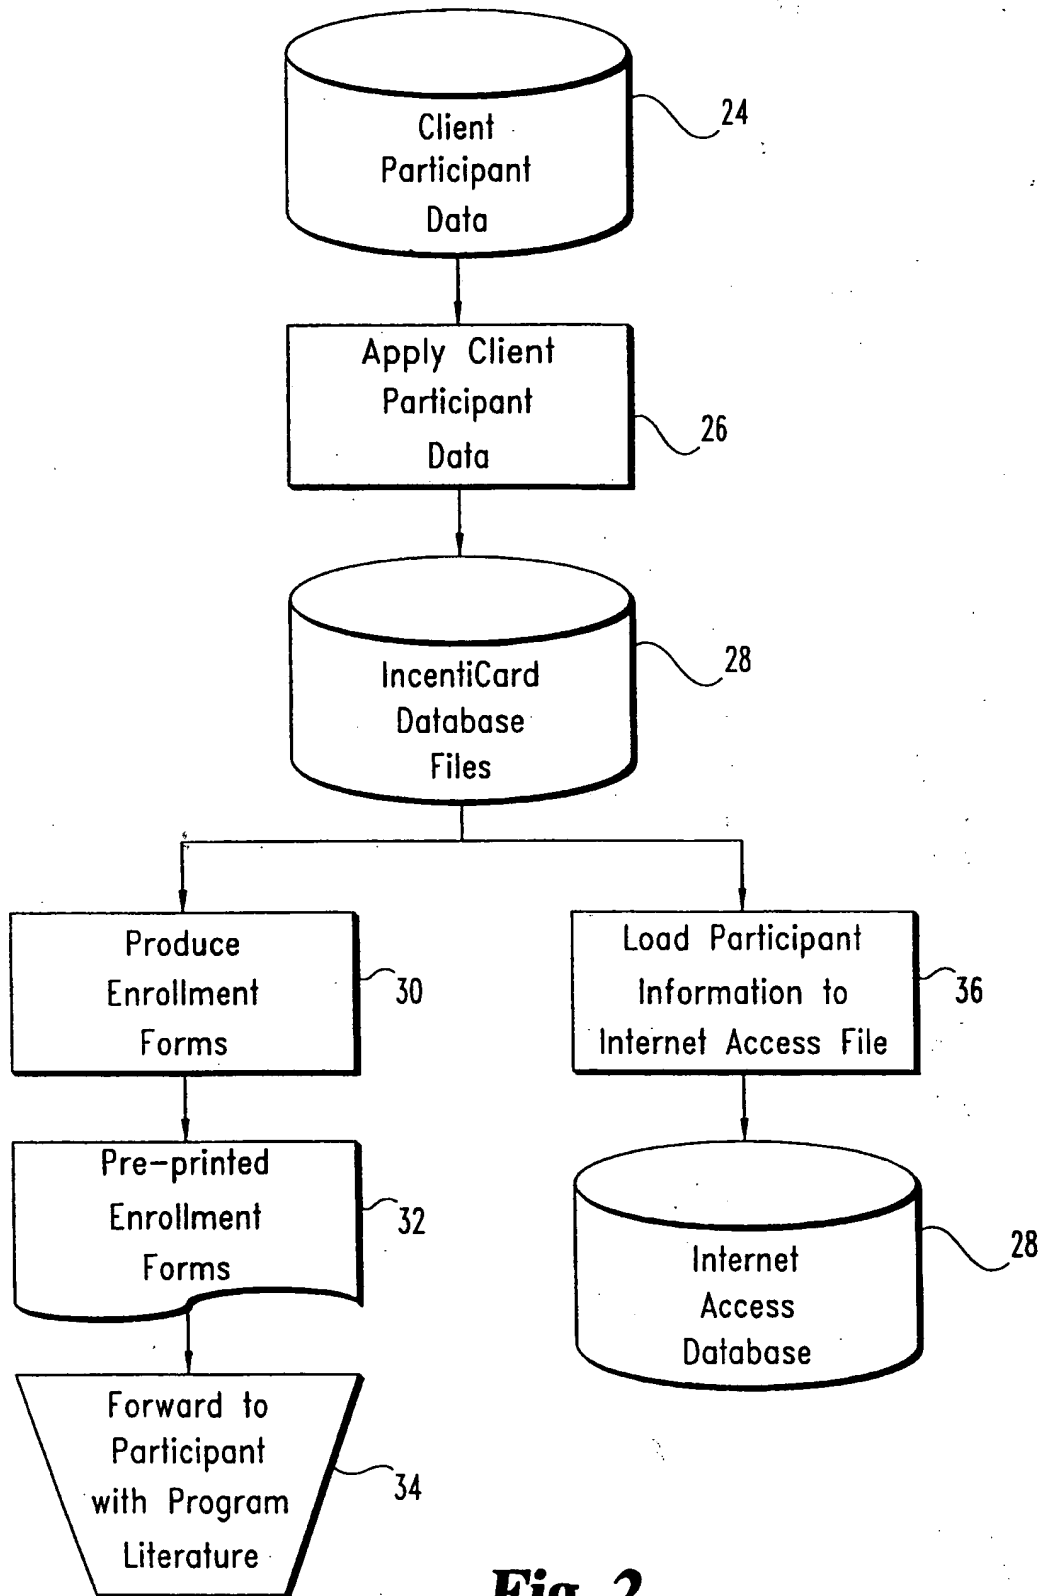 Client
Participant
Data
24
Apply Client
Participant
Data
26
IncentiCard
Database
Files
28
Produce
Enrollment
Forms
30
Pre-printed
Enrollment
Forms
32
Forward to
Participant
with Program
Literature
34
Load Participant
Information to
Internet Access File
36
Internet
Access
Database
28
Fig. 2